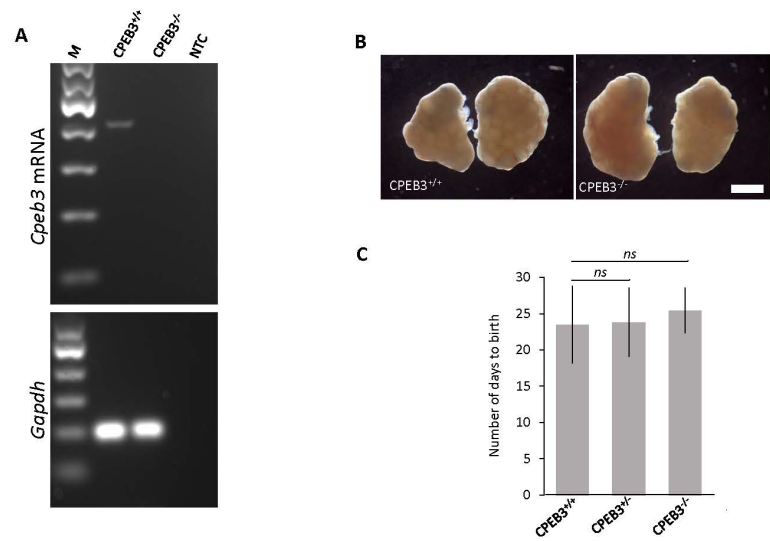 A
M
CPEB3+/+
CPEB3-/-
NTC
Cpeb3 mRNA
Gapdh
B
CPEB3+/+
CPEB3-/-
C
ns
ns
Number of days to birth
30
25
20
15
10
5
0
CPEB3+/+
CPEB3+/-
CPEB3-/-